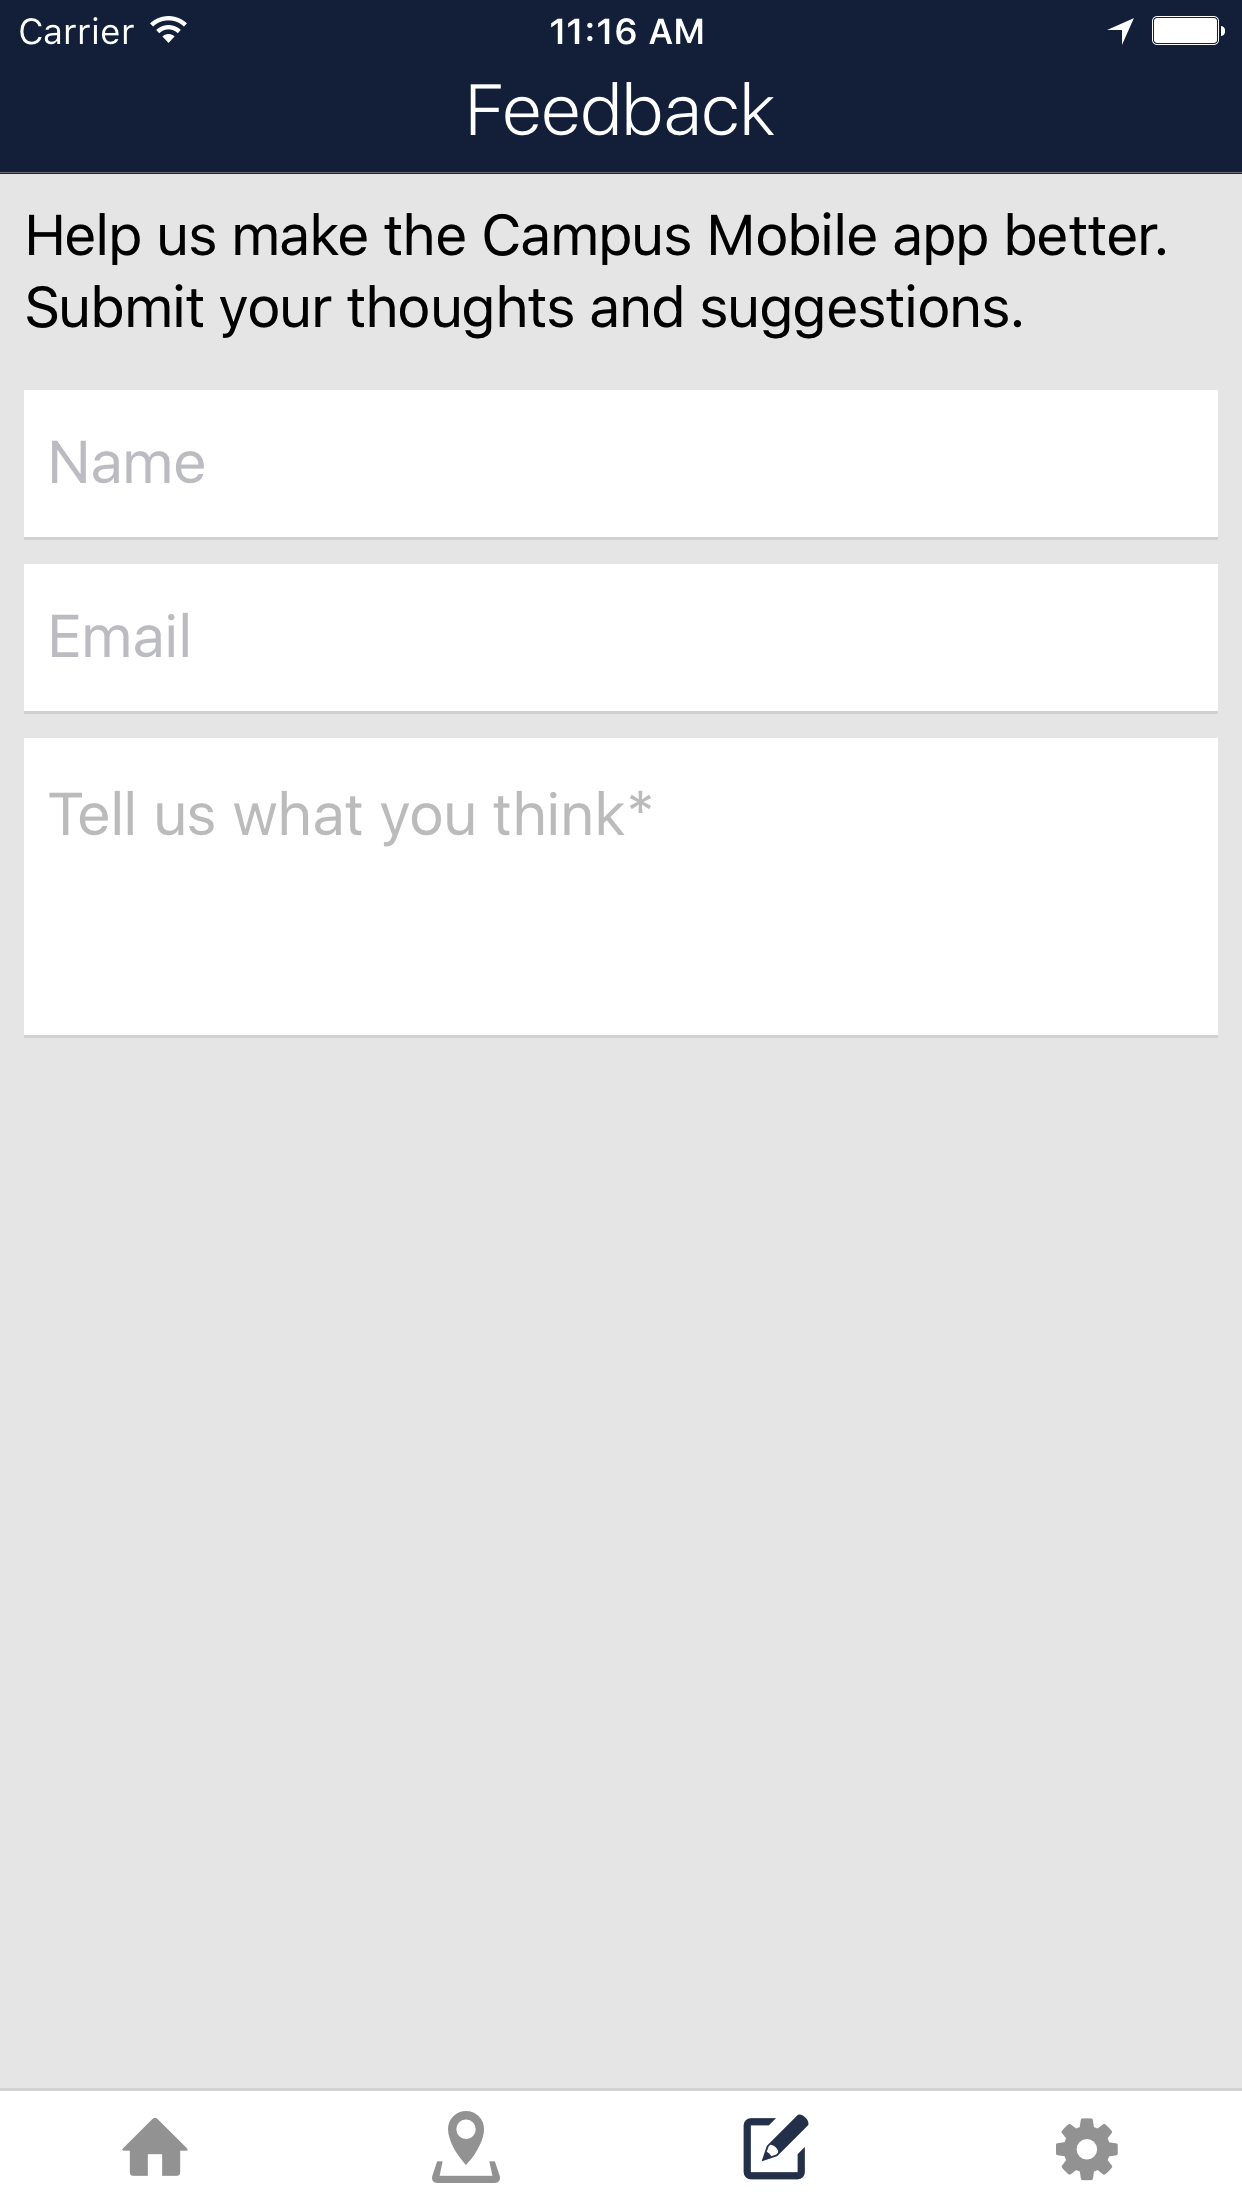 Carrier
11:16 AM
Feedback
Help us make the Campus Mobile app better.
Submit your thoughts and suggestions.
Name
Email
Tell us what you think*